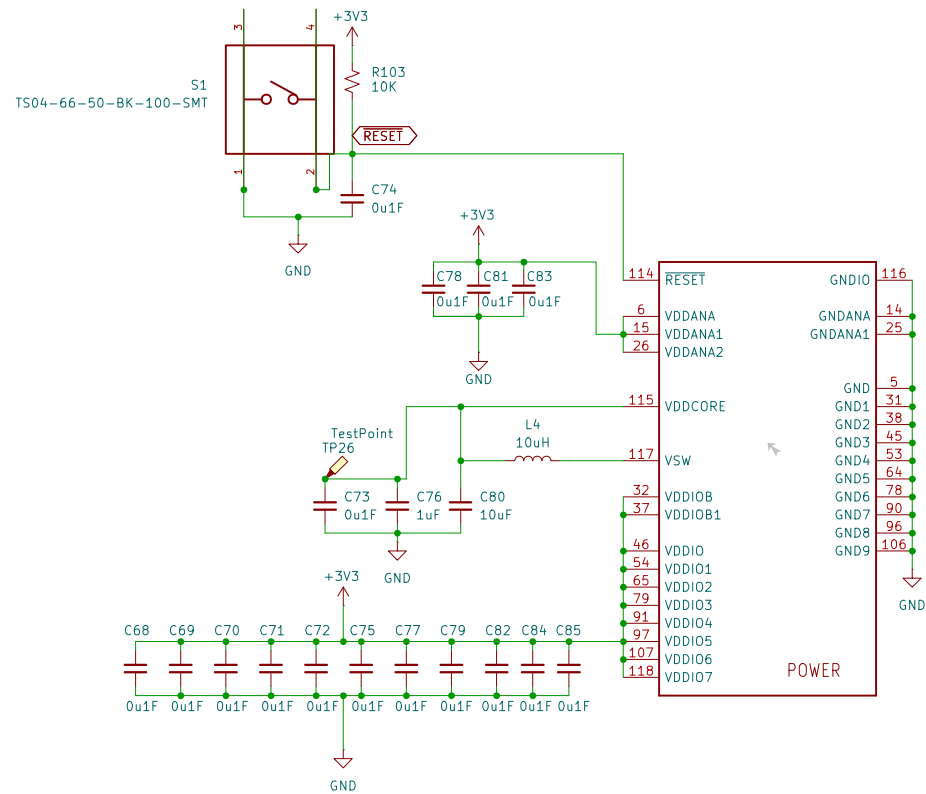 3
4
+3V3
S1
TS04-66-50-BK-100-SMT
R103
10K
RESET
1
2
C74
0u1F
GND
+3V3
C78
C81
C83
0u1F
0u1F
0u1F
GND
114
RESET
GNDIO
116
6
VDDANA
GNDANA
14
15
VDDANA1
GNDANA1
25
26
VDDANA2
GND
5
115
VDDCORE
GND1
31
GND2
38
L4
10uH
GND3
45
117
VSW
GND4
53
TestPoint
TP26
GND5
64
C73
0u1F
C76
1uF
C80
10uF
32
VDDIOB
GND6
78
37
VDDIOB1
GND7
90
GND8
96
46
VDDIO
GND9
106
54
VDDIO1
65
VDDIO2
79
VDDIO3
91
VDDIO4
97
VDDIO5
107
VDDIO6
118
VDDIO7
GND
GND
POWER
+3V3
C68
C69
C70
C71
C72
C75
C77
C79
C82
C84
C85
0u1F
0u1F
0u1F
0u1F
0u1F
0u1F
0u1F
0u1F
0u1F
0u1F
0u1F
GND